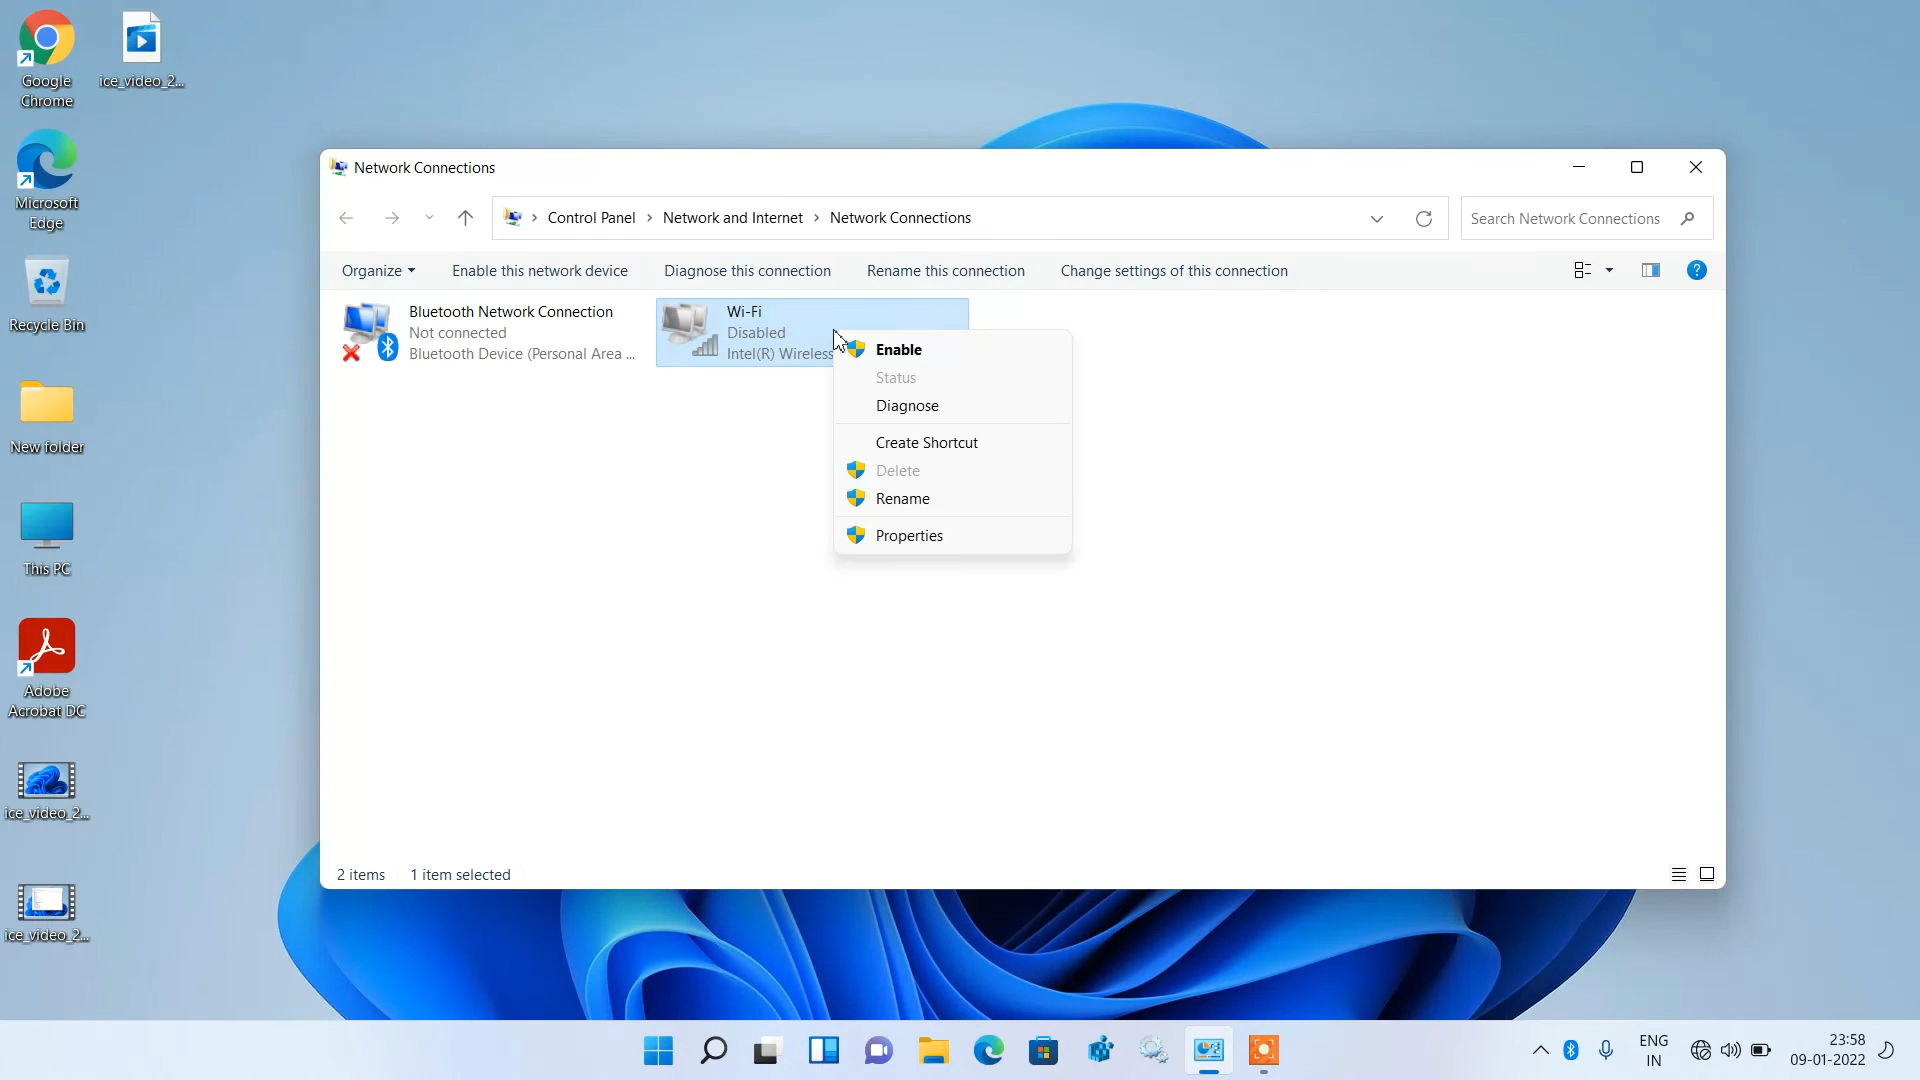 Google
Chrome
ice_video_2...
Microsoft
Edge
Recycle Bin
New folder
This PC
Adobe
Acrobat DC
ice_video_2...
ice_video_2...
Network Connections
Control Panel > Network and Internet > Network Connections
Search Network Connections
Organize
Enable this network device
Diagnose this connection
Rename this connection
Change settings of this connection
Bluetooth Network Connection
Not connected
Bluetooth Device (Personal Area ...
Wi-Fi
Disabled
Intel(R) Wireless
Enable
Status
Diagnose
Create Shortcut
Delete
Rename
Properties
2 items
1 item selected
ENG
IN
23:58
09-01-2022